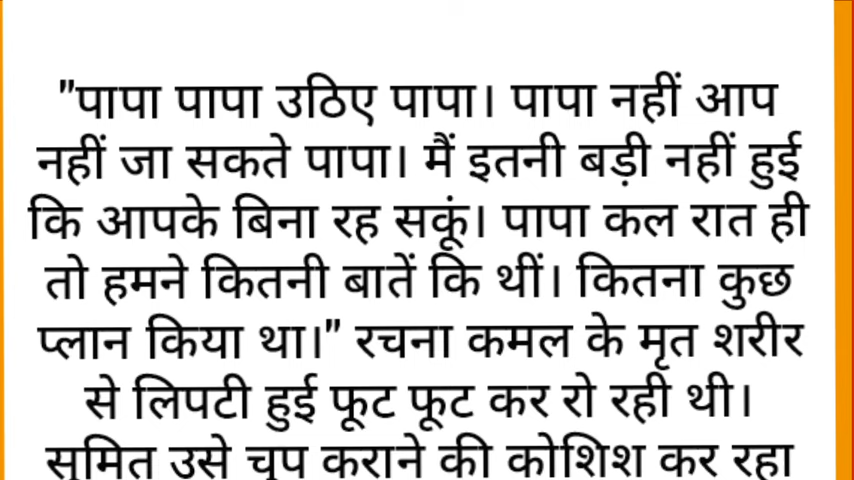 "पापा पापा उठिए पापा। पापा नहीं आप
नहीं जा सकते पापा। मैं इतनी बड़ी नहीं हुई
कि आपके बिना रह सकूं। पापा कल रात ही
तो हमने कितनी बातें कि थीं। कितना कुछ
प्लान किया था।" रचना कमल के मृत शरीर
से लिपटी हुई फूट फूट कर रो रही थी।
सुमित उसे चुप कराने की कोशिश कर रहा